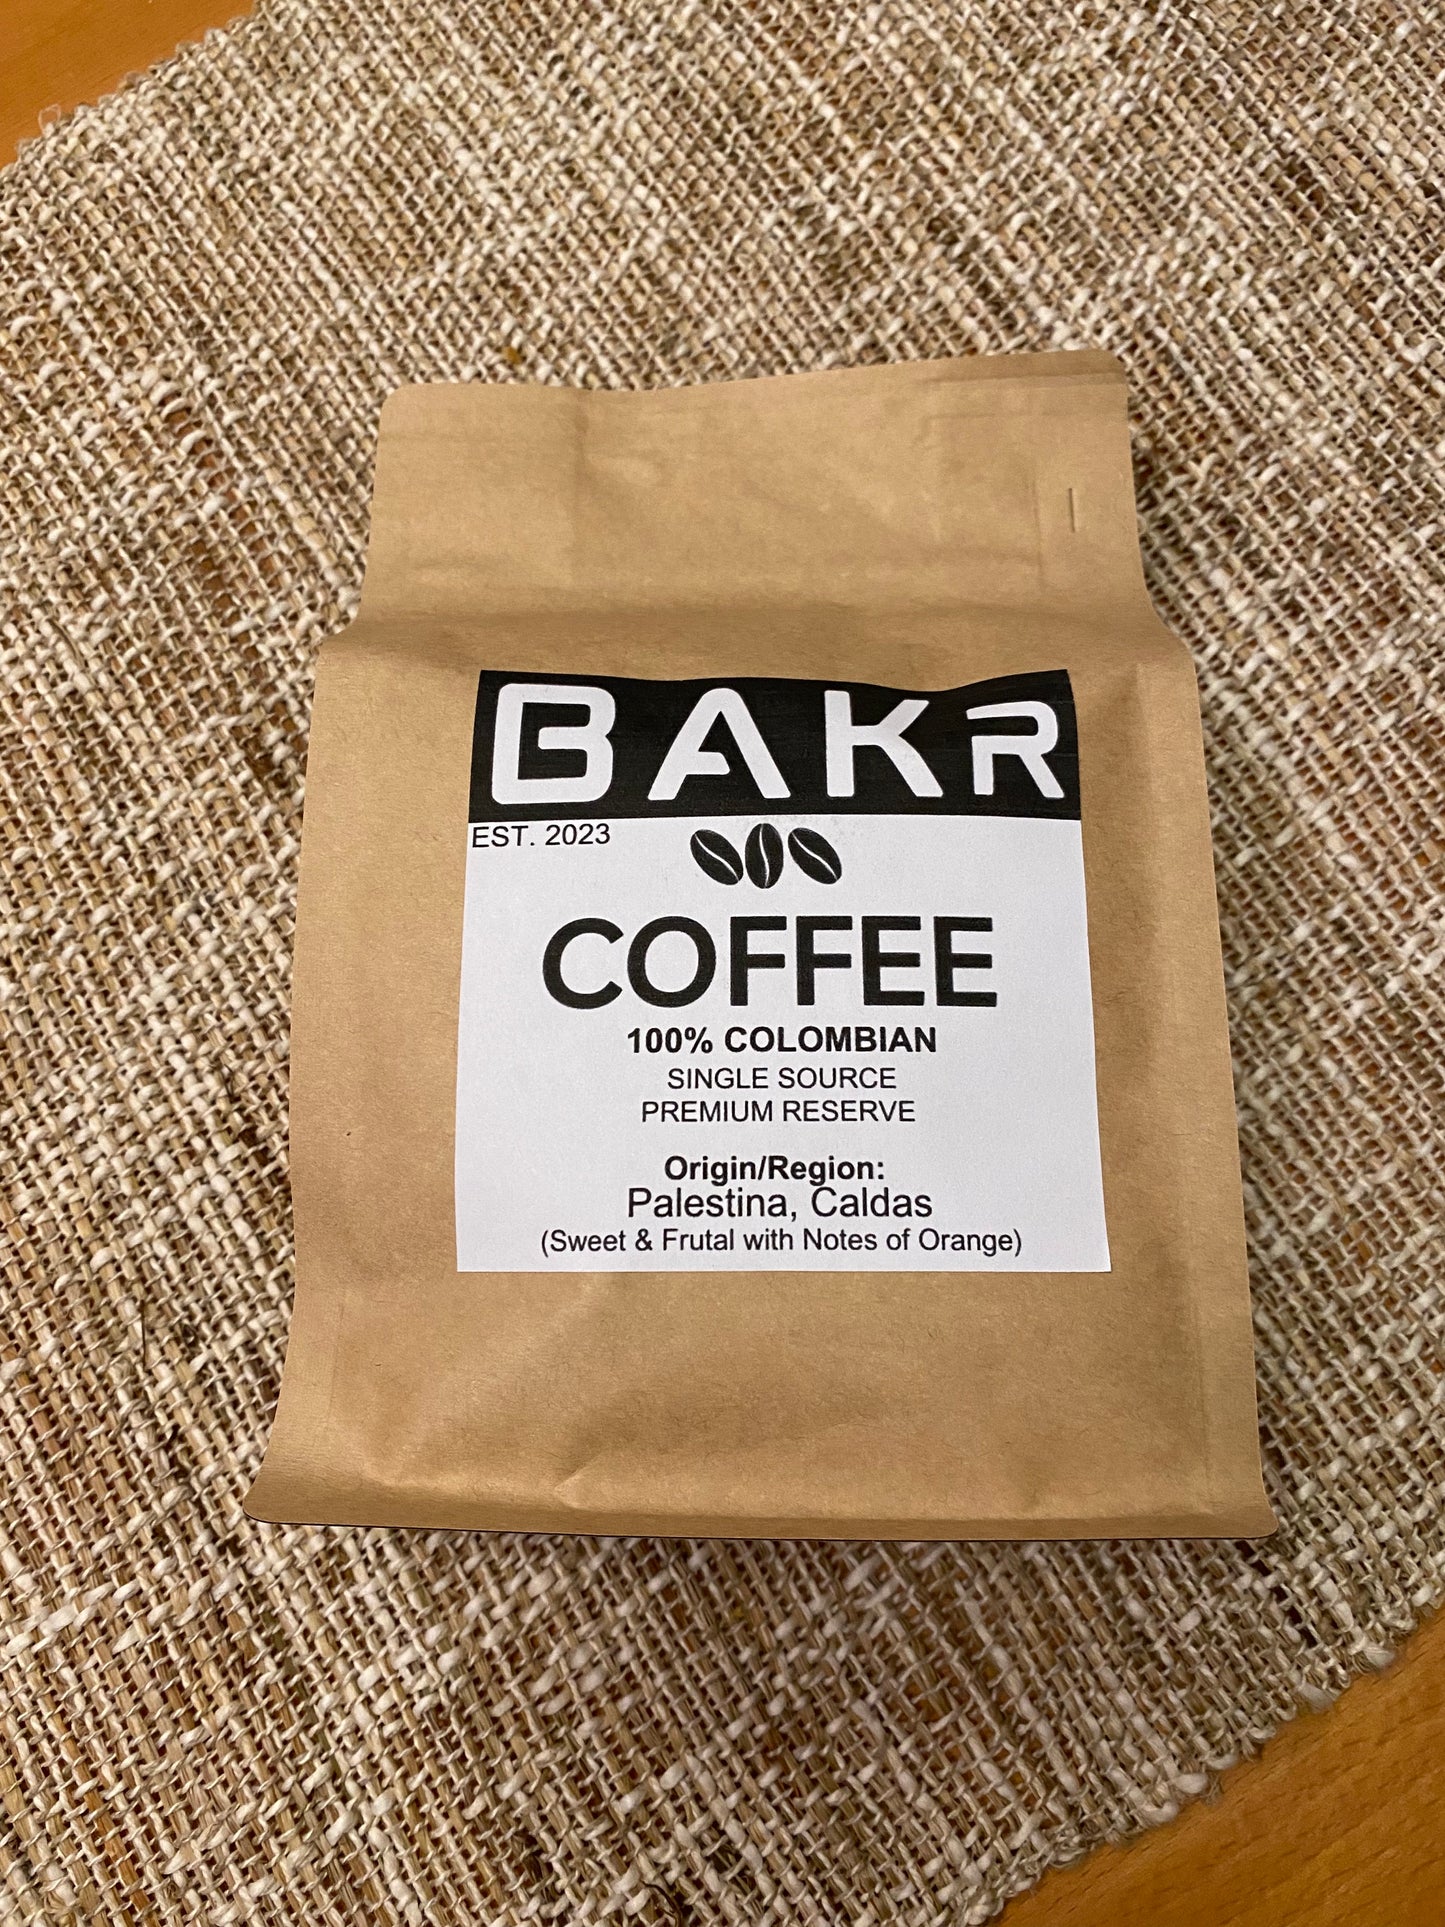 BAKR
EST. 2023
COFFEE
100% COLOMBIAN
SINGLE SOURCE
PREMIUM RESERVE
Origin/Region:
Palestina, Caldas
(Sweet & Frutal with Notes of Orange)